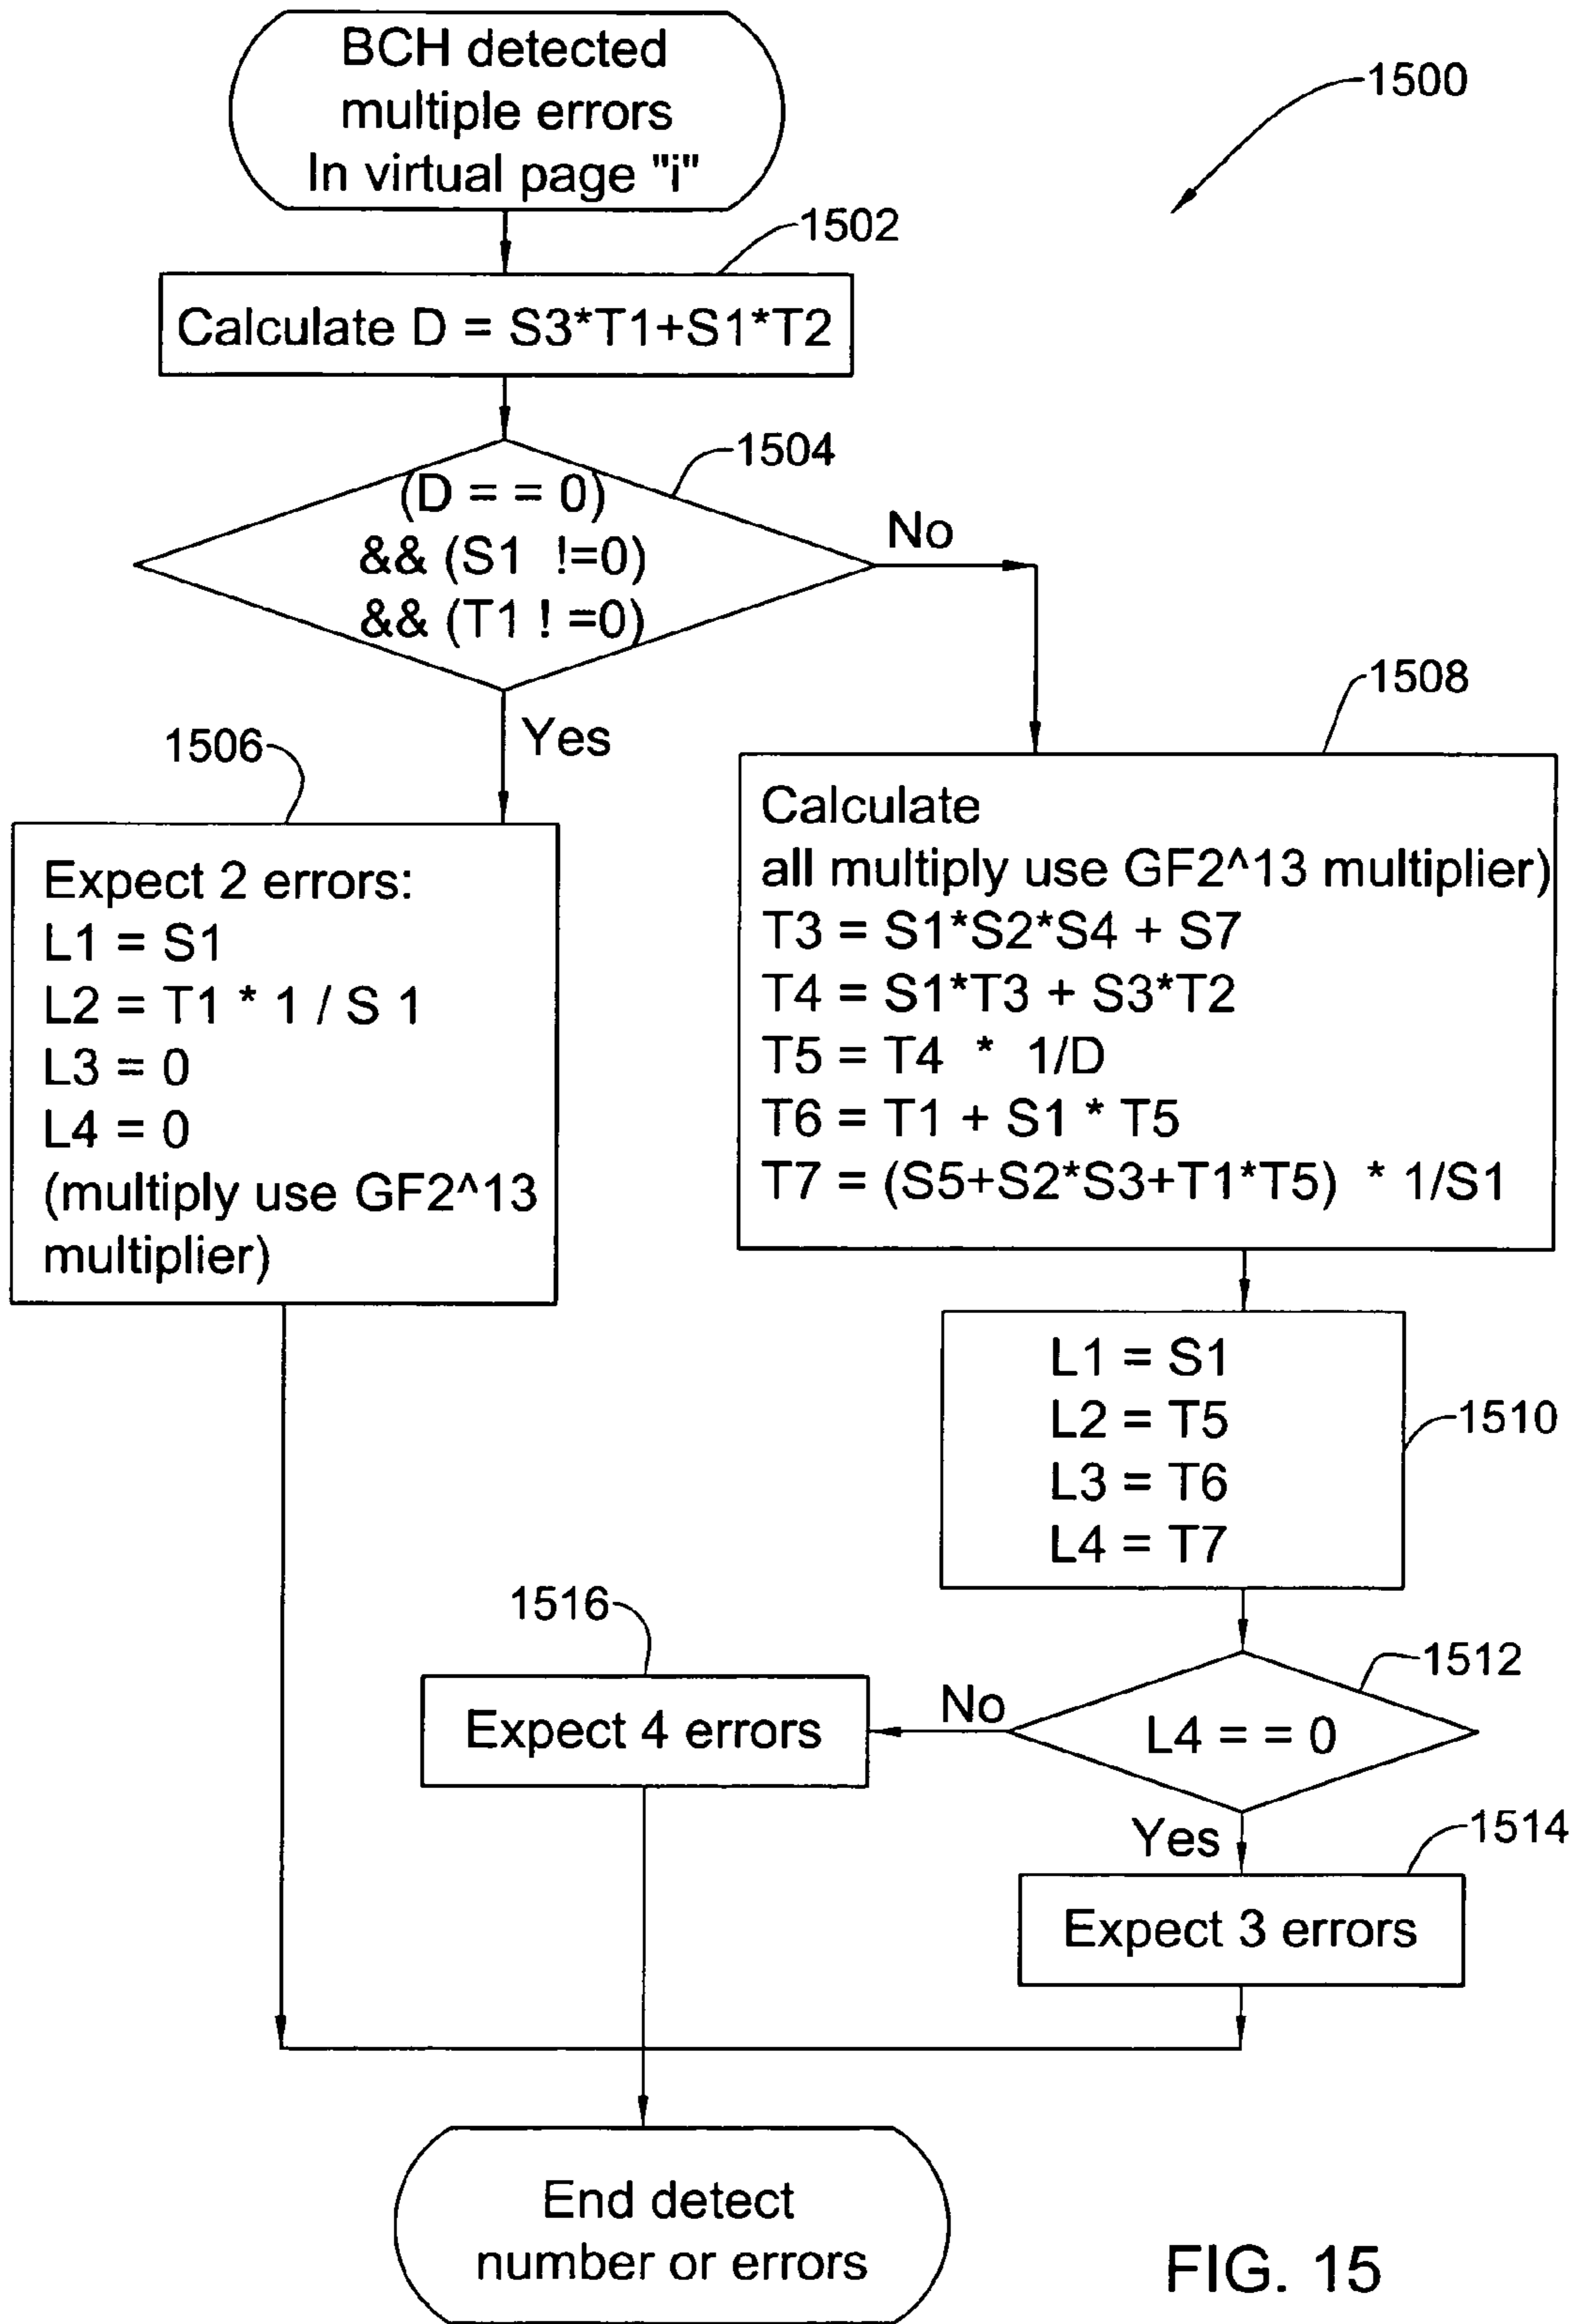 BCH detected
multiple errors
In virtual page "i"
1500
1502
Calculate D = S3*T1+S1*T2
1504
(D = = 0)
&& (S1 !=0)
&& (T1 ! =0)
No
Yes
1506
Expect 2 errors:
L1 = S1
L2 = T1 * 1 / S 1
L3 = 0
L4 = 0
(multiply use GF2^13
multiplier)
1508
Calculate
all multiply use GF2^13 multiplier)
T3 = S1*S2*S4 + S7
T4 = S1*T3 + S3*T2
T5 = T4 * 1/D
T6 = T1 + S1 * T5
T7 = (S5+S2*S3+T1*T5) * 1/S1
L1 = S1
L2 = T5
L3 = T6
L4 = T7
1510
1512
L4 = = 0
No
1516
Expect 4 errors
Yes
1514
Expect 3 errors
End detect
number or errors
FIG. 15